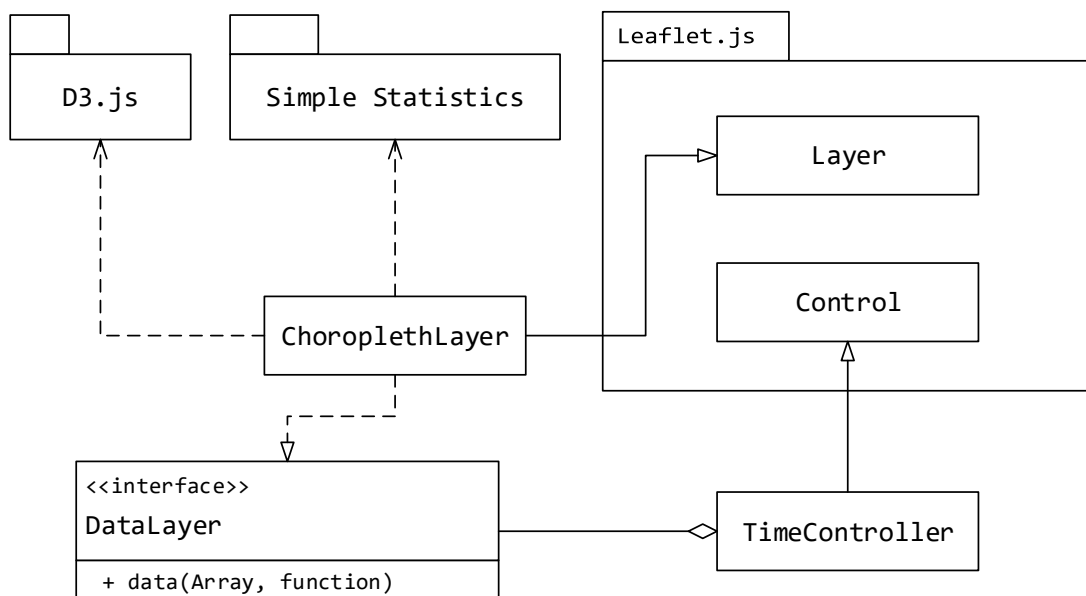 Leaflet.js
D3.js
Simple Statistics
Layer
Control
ChoroplethLayer
<<interface>>
DataLayer
TimeController
+ data(Array, function)